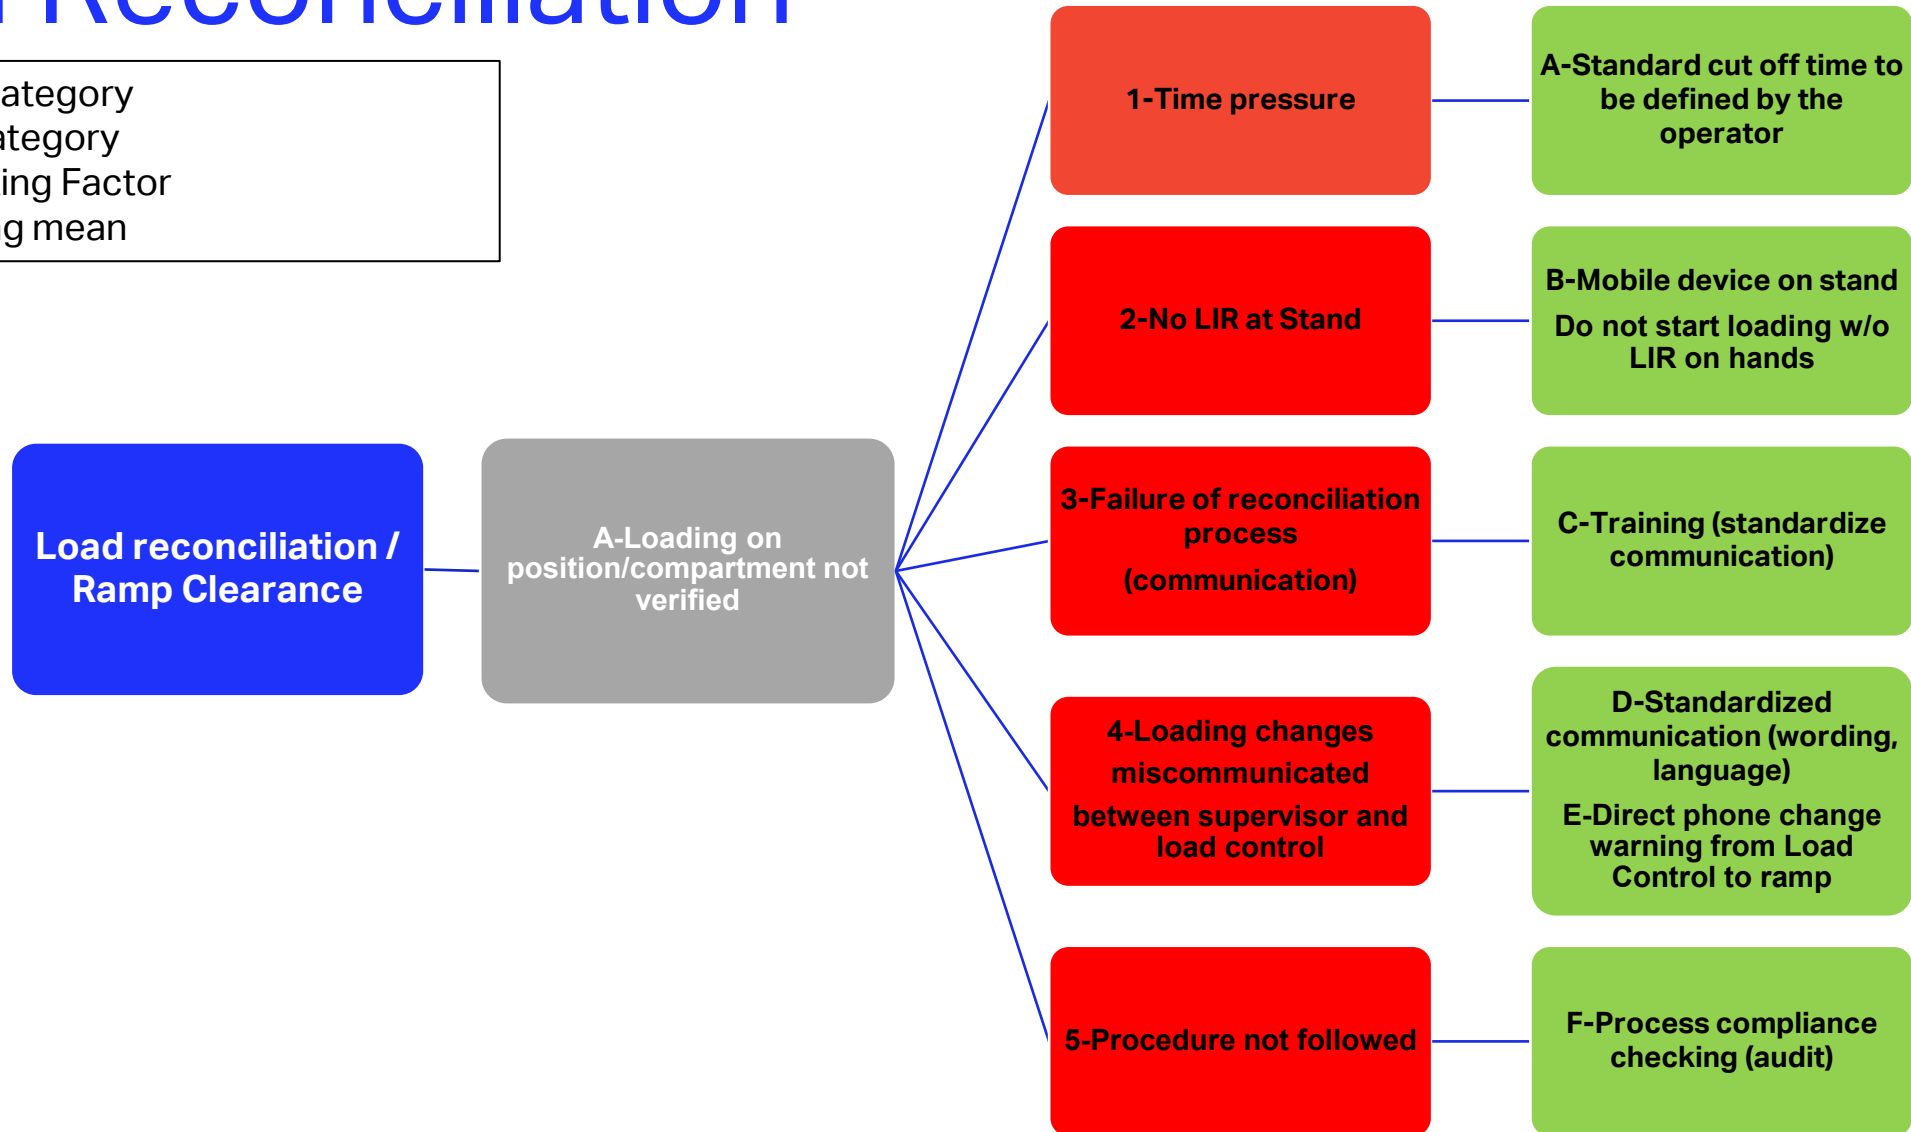 Reconciliation
ategory
ategory
ing Factor
g mean
Load reconciliation /
Ramp Clearance
A-Loading on
position/compartment not
verified
1-Time pressure
A-Standard cut off time to
be defined by the
operator
2-No LIR at Stand
B-Mobile device on stand
Do not start loading w/o
LIR on hands
3-Failure of reconciliation
process
(communication)
C-Training (standardize
communication)
4-Loading changes
miscommunicated
between supervisor and
load control
D-Standardized
communication (wording,
language)
E-Direct phone change
warning from Load
Control to ramp
5-Procedure not followed
F-Process compliance
checking (audit)